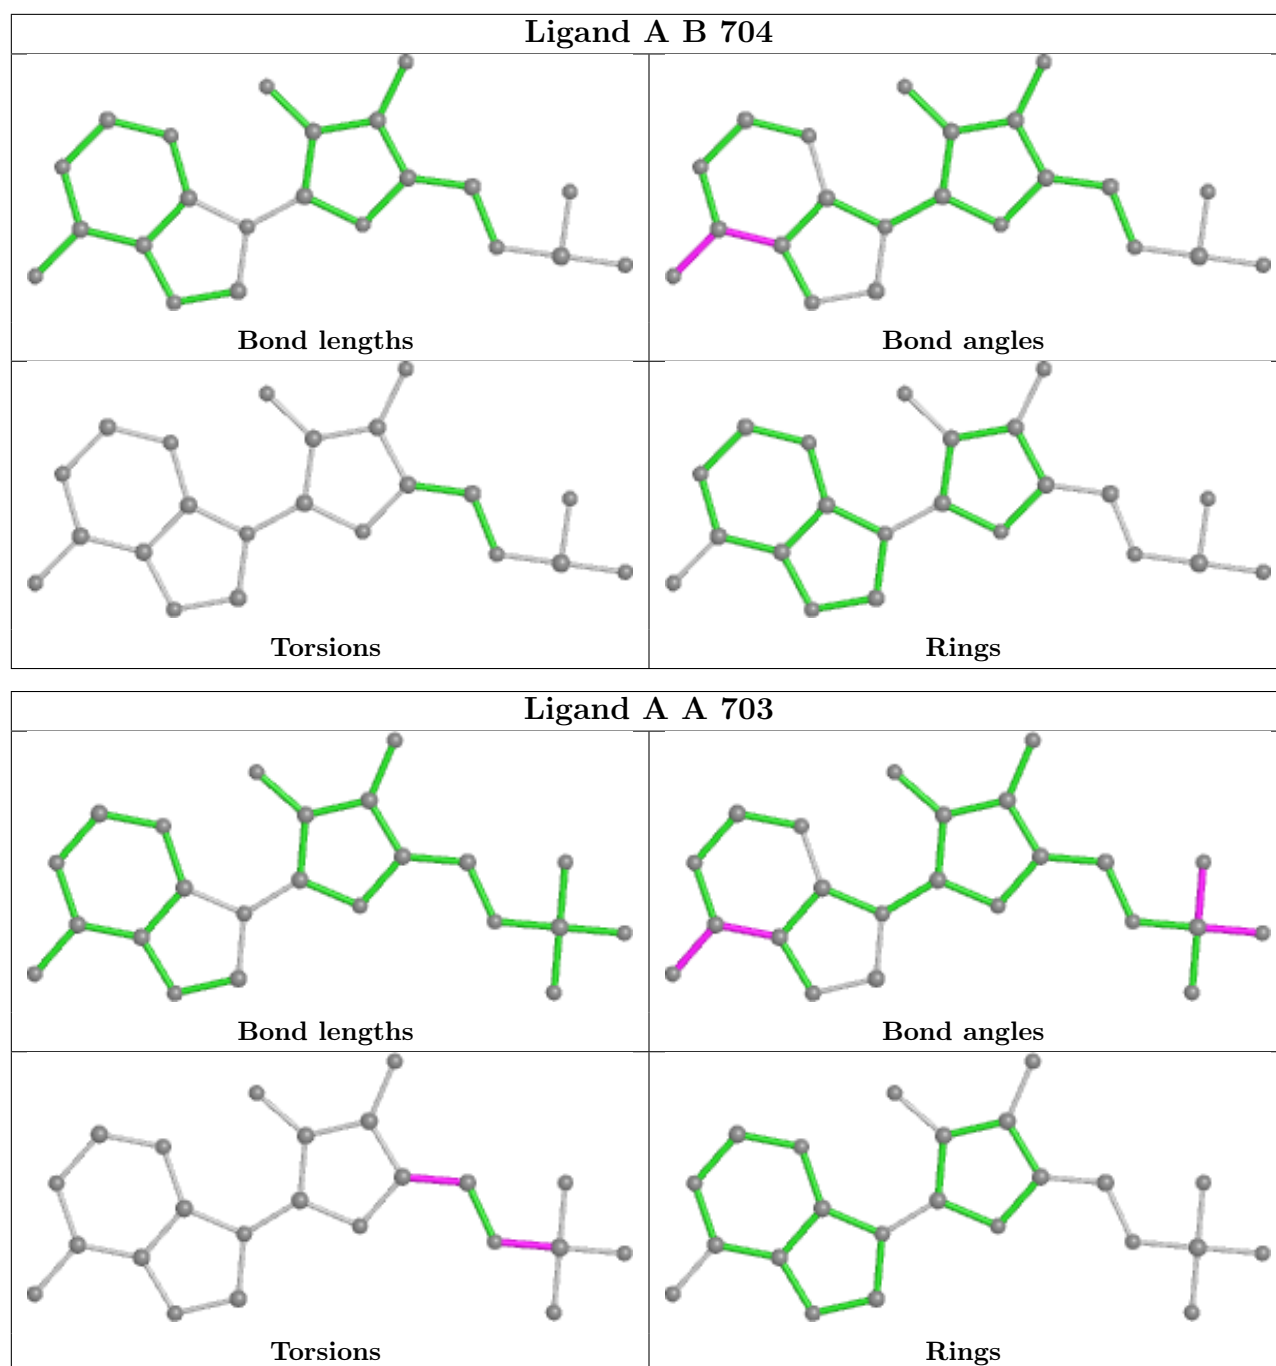 Ligand A B 704
Bond lengths
Bond angles
Torsions
Rings
Ligand A A 703
Bond lengths
Bond angles
Torsions
Rings